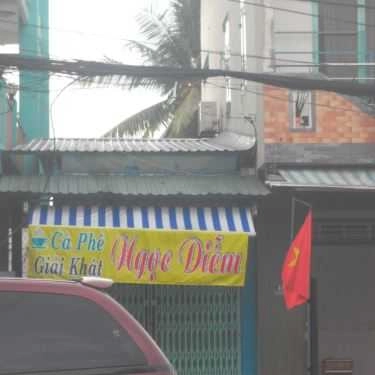 Cà Phê
Giải Khát
Ngọc Diễm